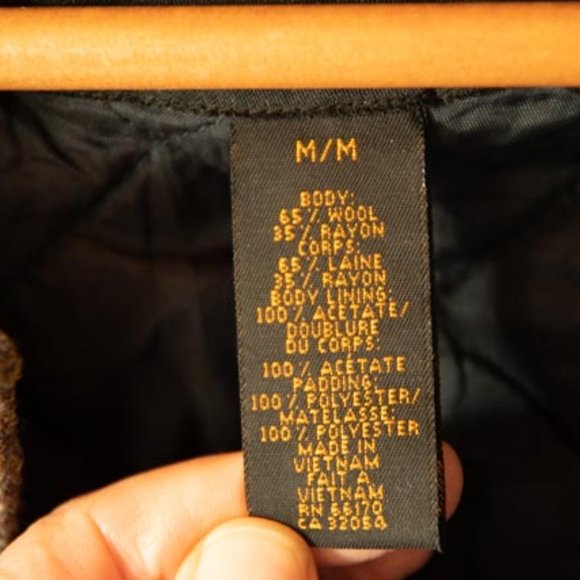 M/M
BODY:
65% WOOL
35% RAYON
CORPS:
65% LAINE
35% RAYON
BODY LINING:
100% ACETATE/
DOUBLURE
DU CORPS:
100% ACÉTATE
PADDING:
100% POLYESTER/
MATELASSE:
100% POLYESTER
MADE IN
VIETNAM
FAIT A
VIETNAM
RN 66170
CA 32054